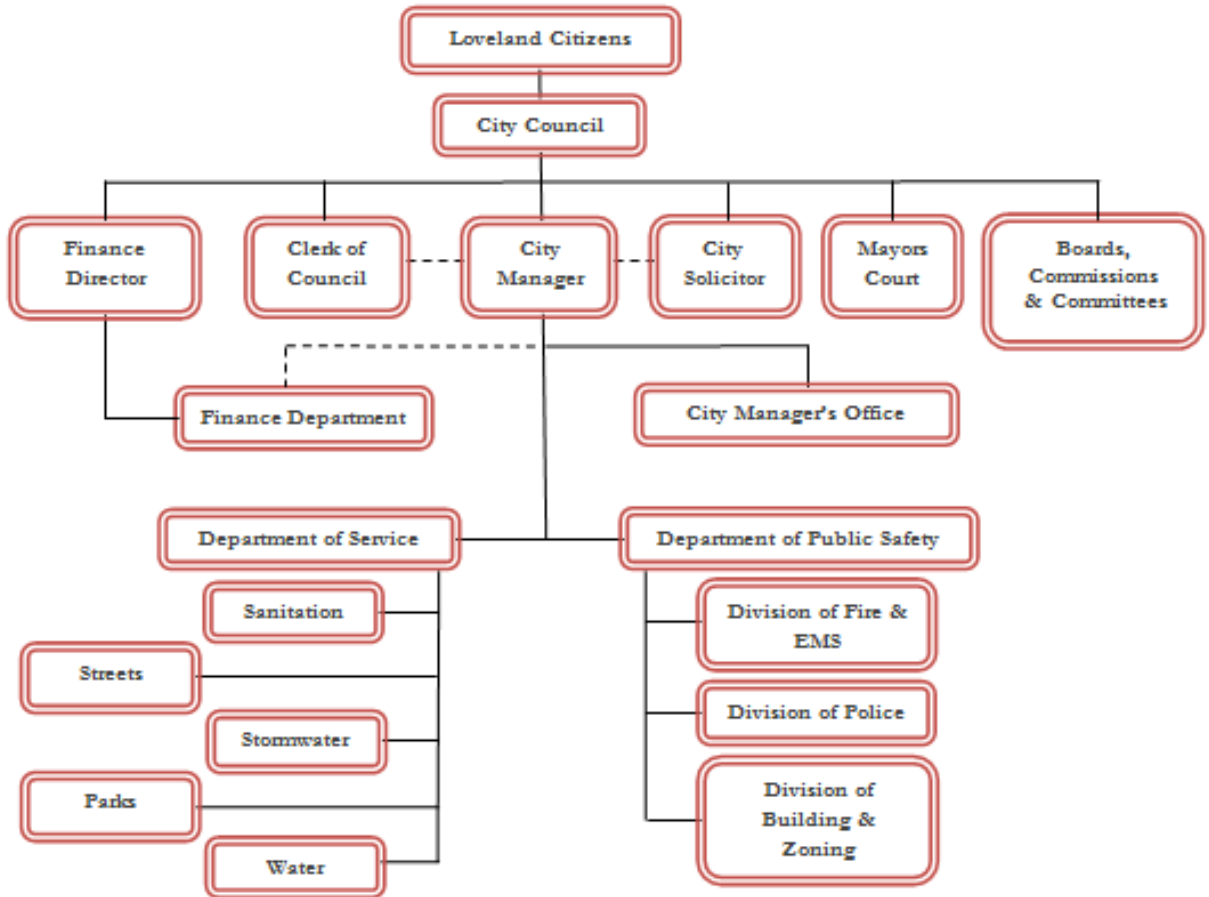 Loveland Citizens
City Council
Finance
Director
Clerk of
Council
City
Manager
City
Solicitor
Mayors
Court
Boards,
Commissions
& Committees
Finance Department
City Manager's Office
Department of Service
Department of Public Safety
Sanitation
Streets
Stormwater
Parks
Water
Division of Fire &
EMS
Division of Police
Division of
Building &
Zoning